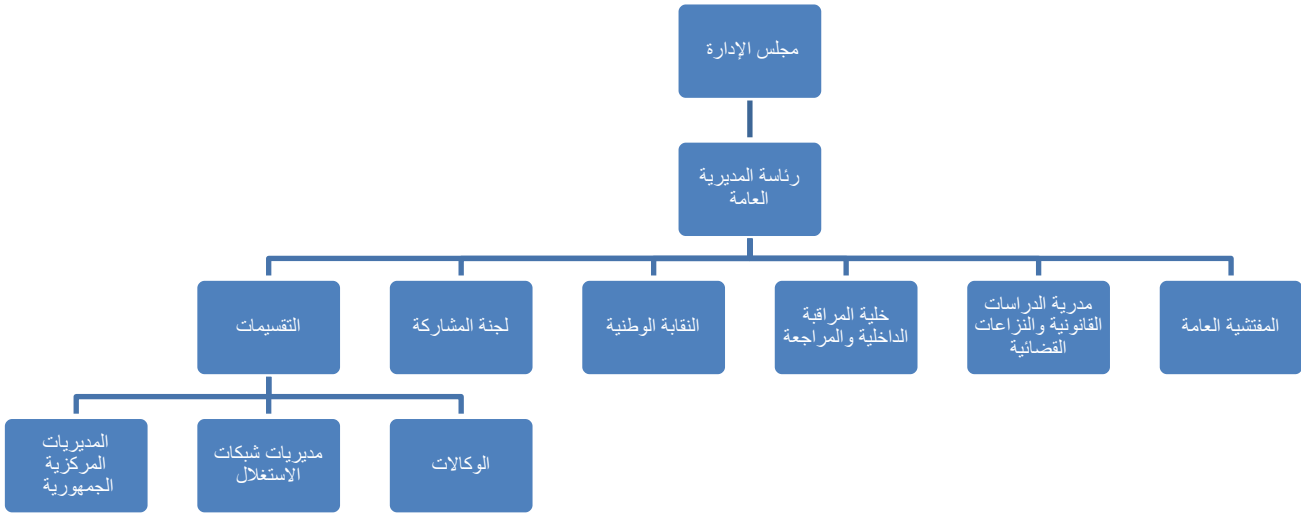 مجلس الإدارة
رئاسة المديرية
العامة
المفتشية العامة
مدرية الدراسات
القانونية والنزاعات
القضائية
خلية المراقبة
الداخلية والمراجعة
النقابة الوطنية
لجنة المشاركة
التقسيمات
الوكالات
مديريات شبكات
الاستغلال
المديريات
المركزية
الجمهورية